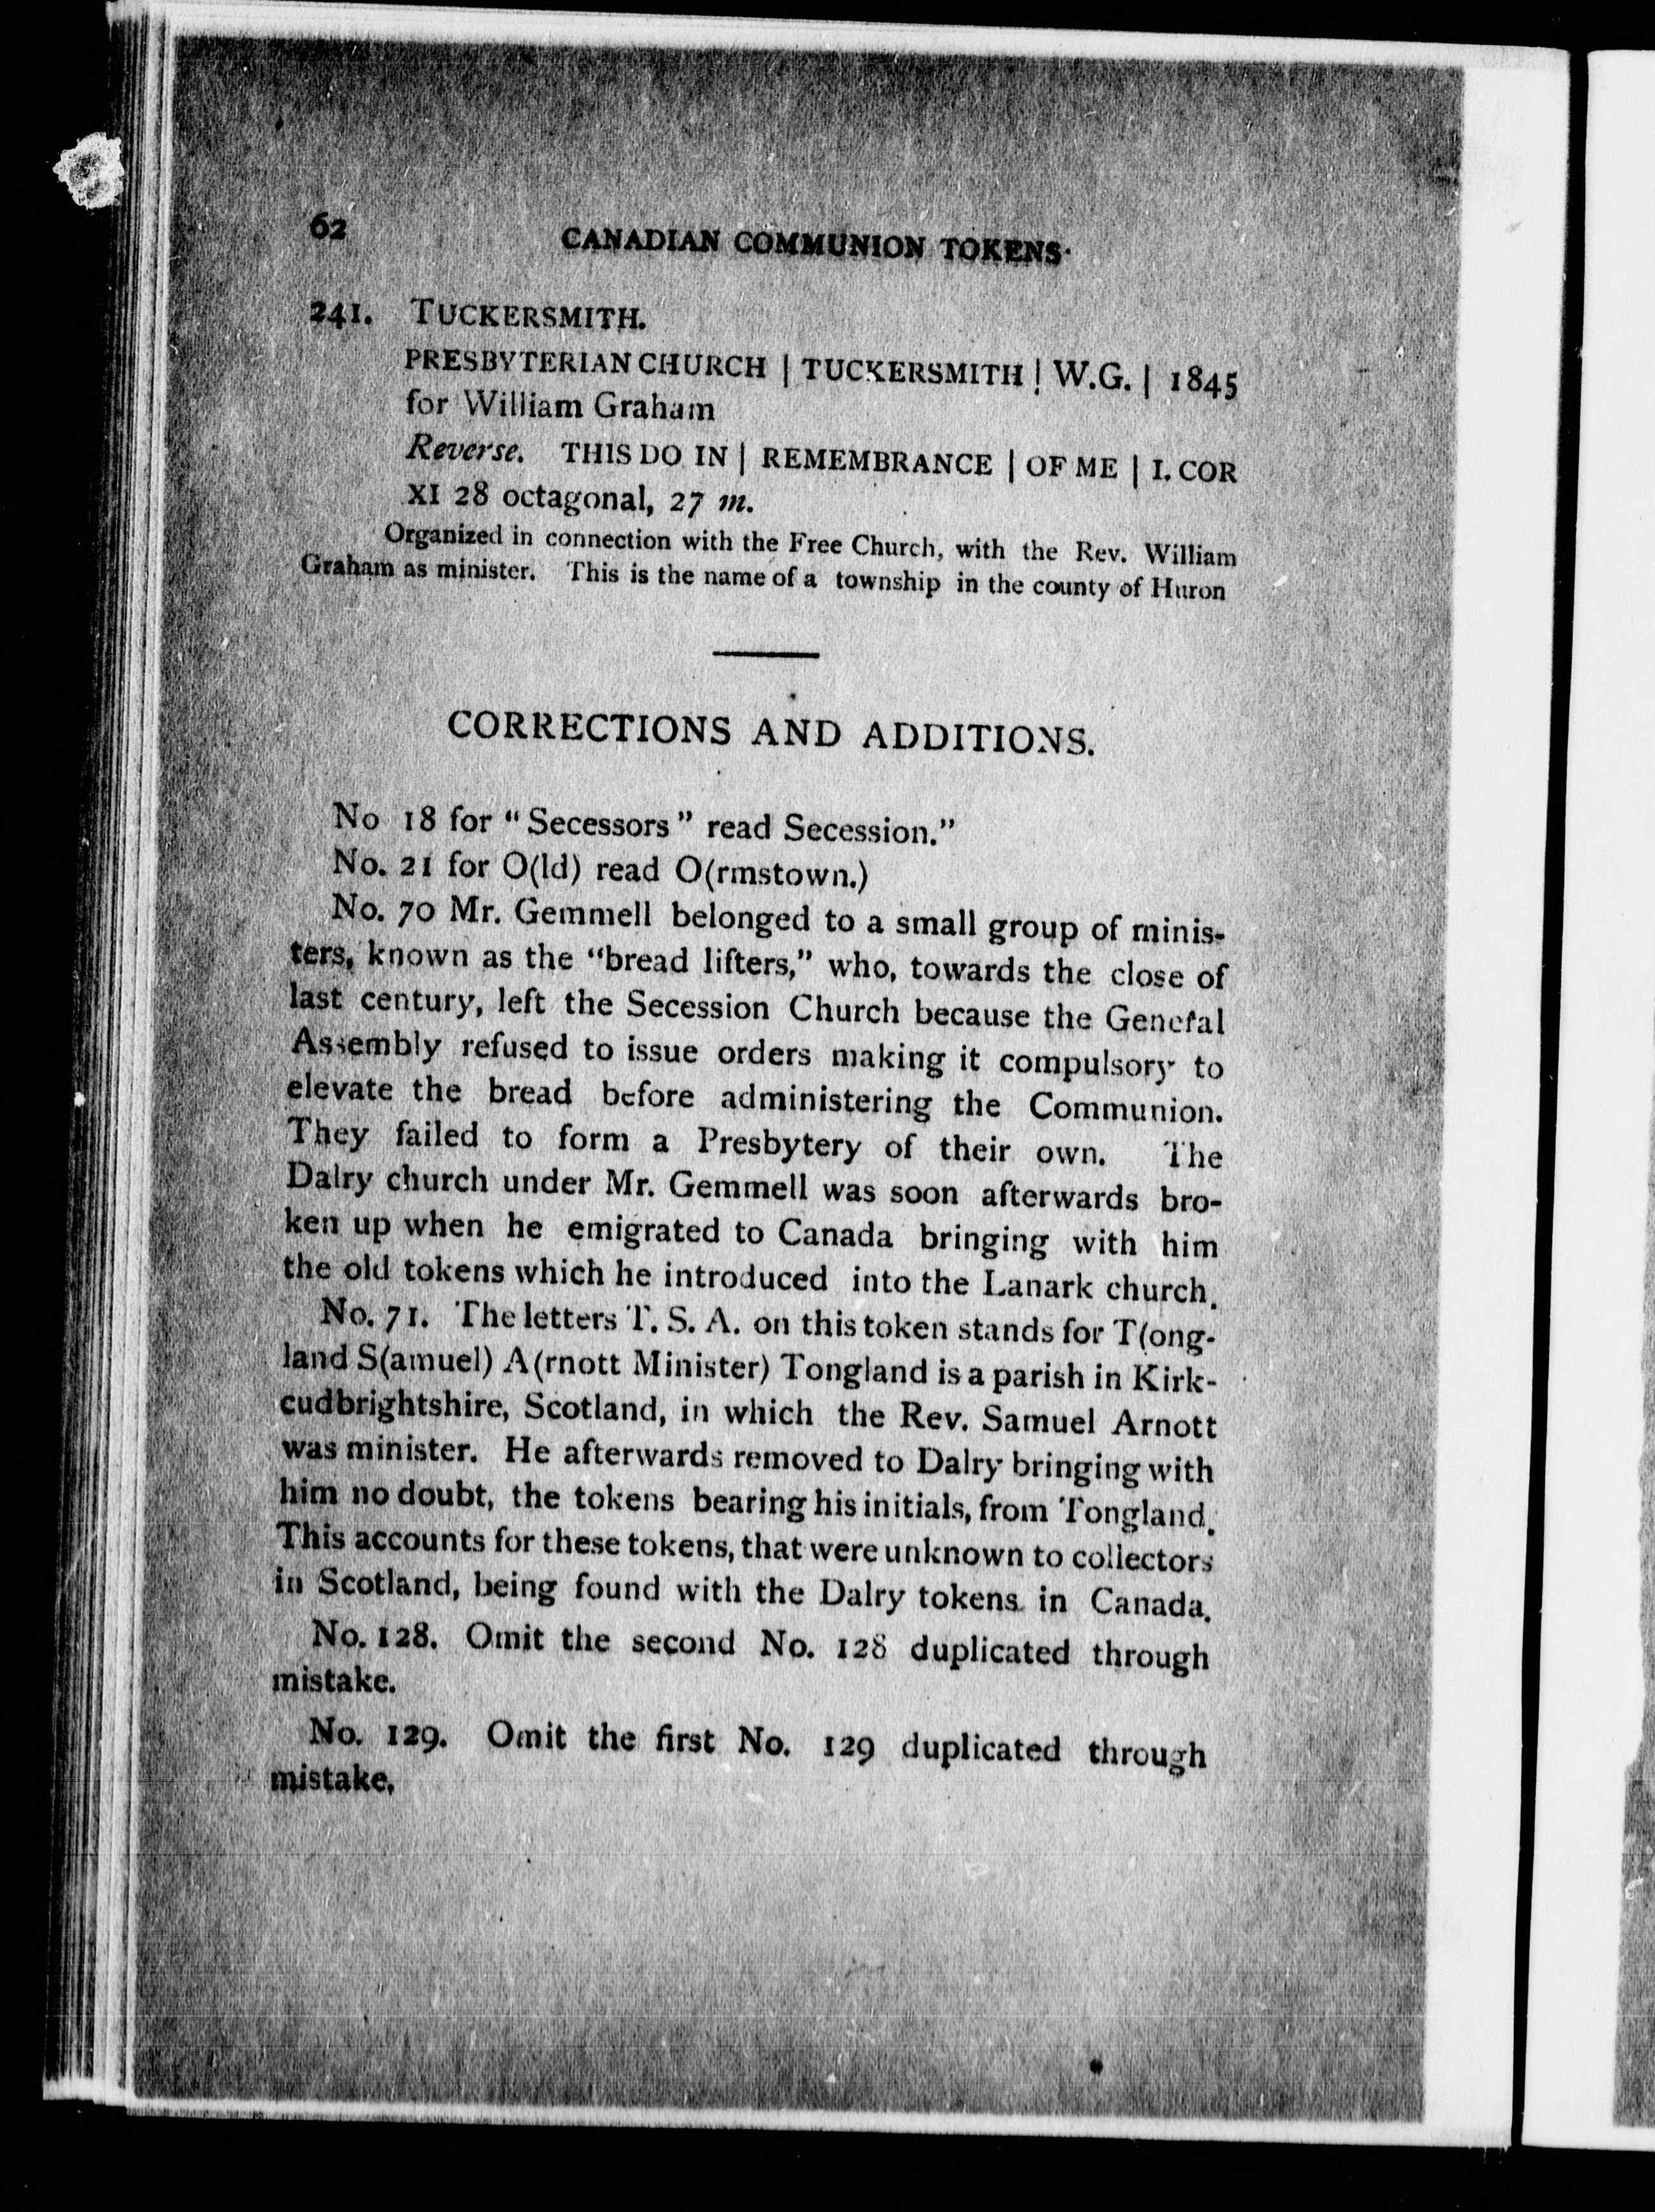 62
CANADIAN COMMUNION TOKENS.
241. TUCKERSMITH.
PRESBYTERIAN CHURCH | TUCKERSMITH | W.G. | 1845
for William Graham
Reverse. THIS DO IN | REMEMBRANCE | OF ME | I. COR
XI 28 octagonal, 27 m.
Organized in connection with the Free Church, with the Rev. William
Graham as minister. This is the name of a township in the county of Huron
CORRECTIONS AND ADDITIONS.
No 18 for "Secessors" read Secession."
No. 21 for O(ld) read O(rmstown.)
No. 70 Mr. Gemmell belonged to a small group of minis-
ters, known as the "bread lifters," who, towards the close of
last century, left the Secession Church because the General
Assembly refused to issue orders making it compulsory to
elevate the bread before administering the Communion.
They failed to form a Presbytery of their own. The
Dalry church under Mr. Gemmell was soon afterwards bro-
ken up when he emigrated to Canada bringing with him
the old tokens which he introduced into the Lanark church.
No. 71. The letters T. S. A. on this token stands for T(ong-
land S(amuel) A(rnott Minister) Tongland is a parish in Kirk-
cudbrightshire, Scotland, in which the Rev. Samuel Arnott
was minister. He afterwards removed to Dalry bringing with
him no doubt, the tokens bearing his initials, from Tongland.
This accounts for these tokens, that were unknown to collectors
in Scotland, being found with the Dalry tokens in Canada.
No. 128. Omit the second No. 128 duplicated through
mistake.
No. 129. Omit the first No. 129 duplicated through
mistake,